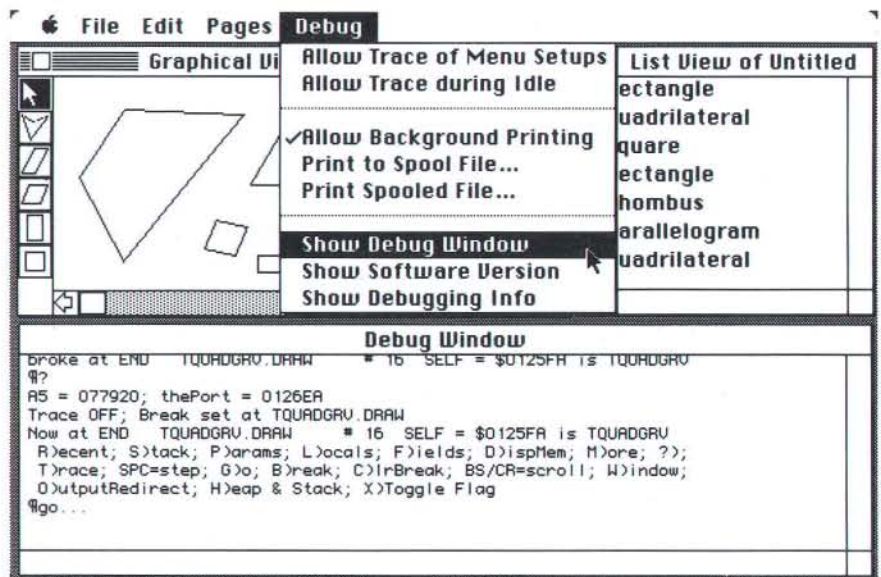 File Edit Pages Debug
Graphical Vi
Allow Trace of Menu Setups
Allow Trace during Idle
✓Allow Background Printing
Print to Spool File...
Print Spooled File...
Show Debug Window
Show Software Version
Show Debugging Info
List View of Untitled
ectangle
uadrilateral
quare
ectangle
hombus
arallelogram
uadrilateral
Debug Window
broke at END TQUADGRV.DRAW # 16 SELF = $0125FA is TQUADGRV
¶?
A5 = 077920; thePort = 0126EA
Trace OFF; Break set at TQUADGRV.DRAW
Now at END TQUADGRV.DRAW # 16 SELF = $0125FA is TQUADGRV
R)ecent; S)tack; P)arams; L)ocals; F)ields; D)ispMem; M)ore; ?);
T)race; SPC=step; G)o; B)reak; C)lrBreak; BS/CR=scroll; W)indow;
O)utputRedirect; H)eap & Stack; X)Toggle Flag
¶go...